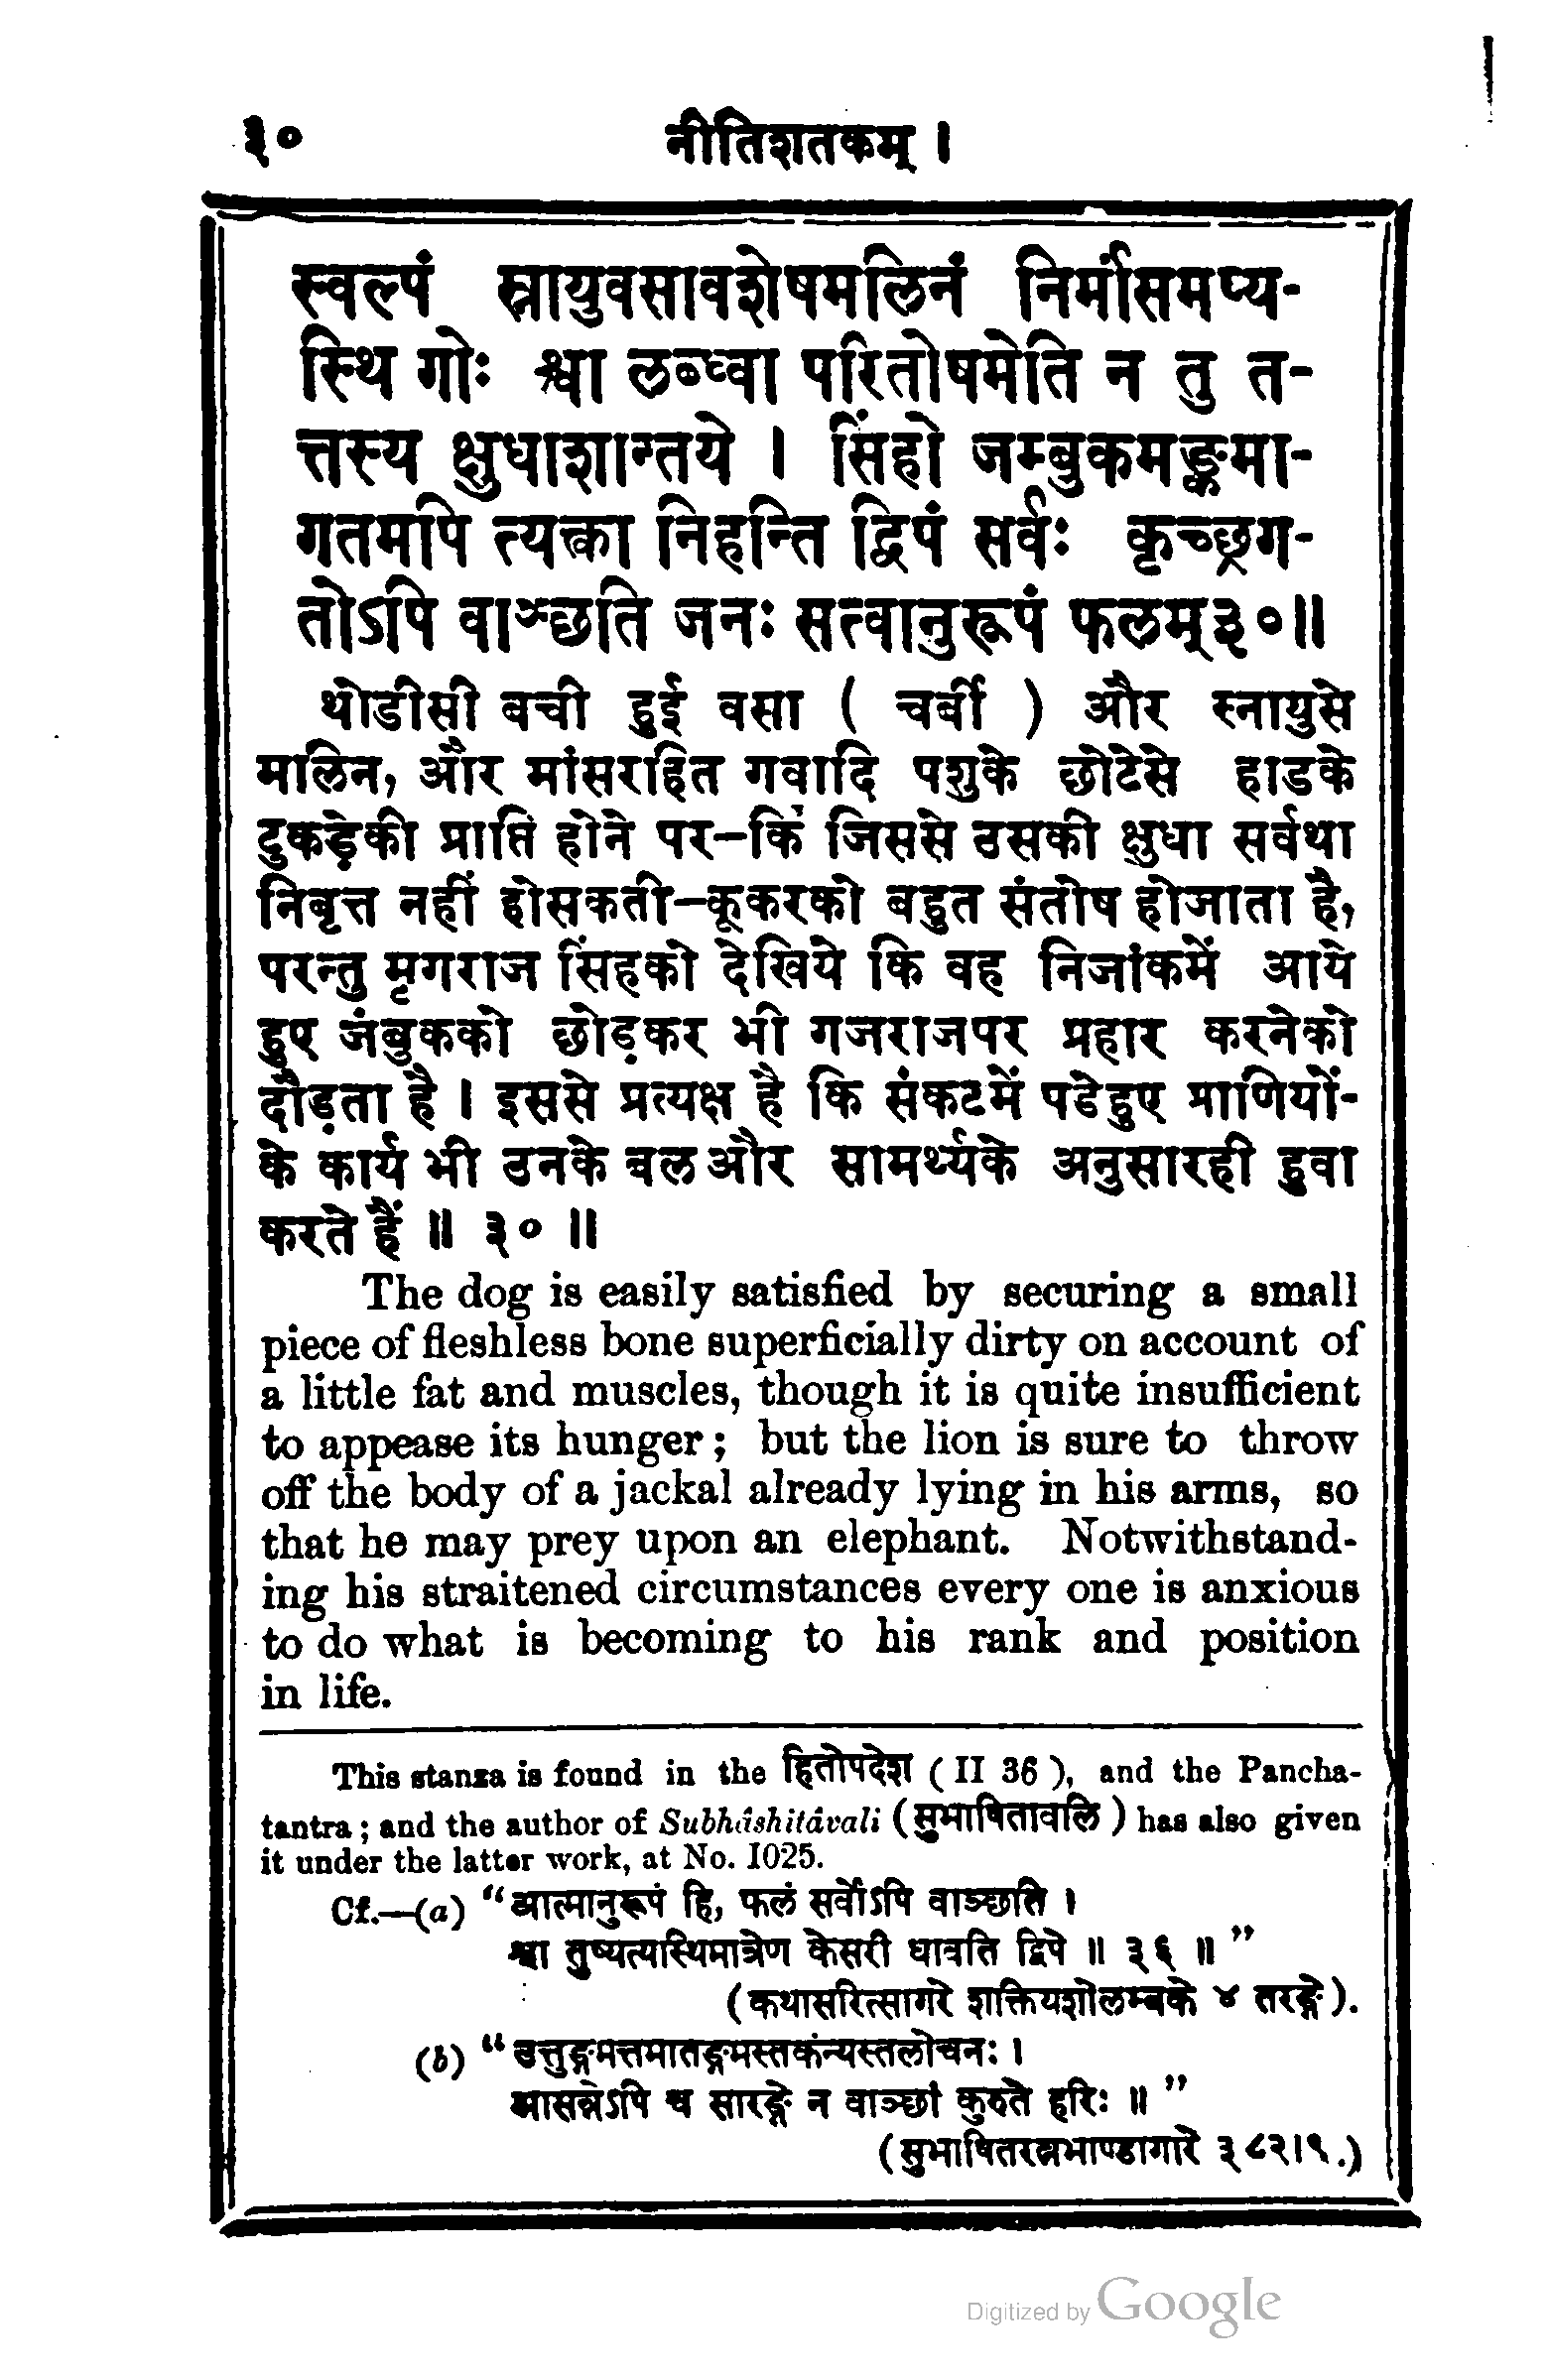 ३०
नीतिशतकम् ।
स्वल्पं स्नायुवसावशेषमलिनं निर्मांसमप्य-
स्थि गोः श्वा लब्ध्वा परितोषमेति न तु त-
त्तस्य क्षुधाशान्तये । सिंहो जम्बुकमङ्कमा-
गतमपि त्यक्त्वा निहन्ति द्विपं सर्वः कृच्छ्रग-
तोऽपि वाञ्छति जनः सत्वानुरूपं फलम् ३०॥
थोडीसी बची हुई वसा ( चर्बी ) और स्नायुसे
मलिन, और मांसरहित गवादि पशुके छोटेसे हाडके
टुकड़ेकी प्राप्ति होने पर–कि जिससे उसकी क्षुधा सर्वथा
निवृत्त नहीं होसकती–कूकरको बहुत संतोष होजाता है,
परन्तु मृगराज सिंहको देखिये कि वह निजांकमें आये
हुए जंबुकको छोड़कर भी गजराजपर प्रहार करनेको
दौड़ता है । इससे प्रत्यक्ष है कि संकटमें पडेहुए प्राणियों-
के कार्य भी उनके बल और सामर्थ्यके अनुसारही हुवा
करते हैं ॥ ३० ॥
The dog is easily satisfied by securing a small
piece of fleshless bone superficially dirty on account of
a little fat and muscles, though it is quite insufficient
to appease its hunger; but the lion is sure to throw
off the body of a jackal already lying in his arms, so
that he may prey upon an elephant. Notwithstand-
ing his straitened circumstances every one is anxious
to do what is becoming to his rank and position
in life.
This stanza is found in the हितोपदेश ( II 36 ), and the Pancha-
tantra; and the author of Subhâshitâvali ( सुभाषितावलि ) has also given
it under the latter work, at No. 1025.
Cf.—(a) “आत्मानुरूपं हि, फलं सर्वोऽपि वाञ्छति ।
श्वा तुष्यत्यस्थिमात्रेण केसरी धावति द्विपे ॥ ३६ ॥”
(कथासरित्सागरे शक्तियशोलम्बके ४ तरङ्गे).
(b) “उत्तुङ्गमत्तमातङ्गमस्तकंन्यस्तलोचनः ।
आसन्नेऽपि च सारङ्गे न वाञ्छां कुरुते हरिः ॥”
(सुभाषितरत्नभाण्डागारे ३८२।९.)
Digitized by Google